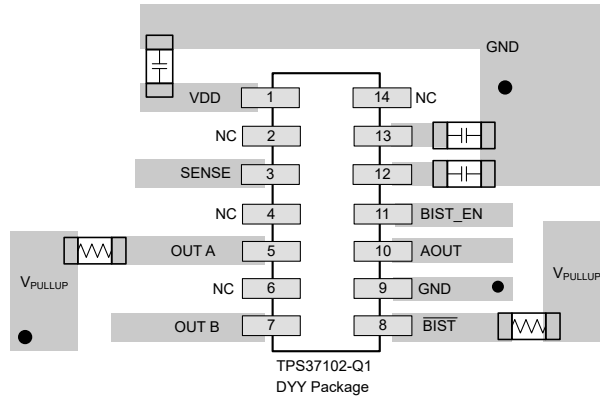 GND
VDD 1 14 NC
NC 2 13
SENSE 3 12
NC 4 11 BIST_EN
OUT A 5 10 AOUT
VPULLUP
VPULLUP
NC 6 9 GND
OUT B 7 8 BIST
TPS37102-Q1
DYY Package